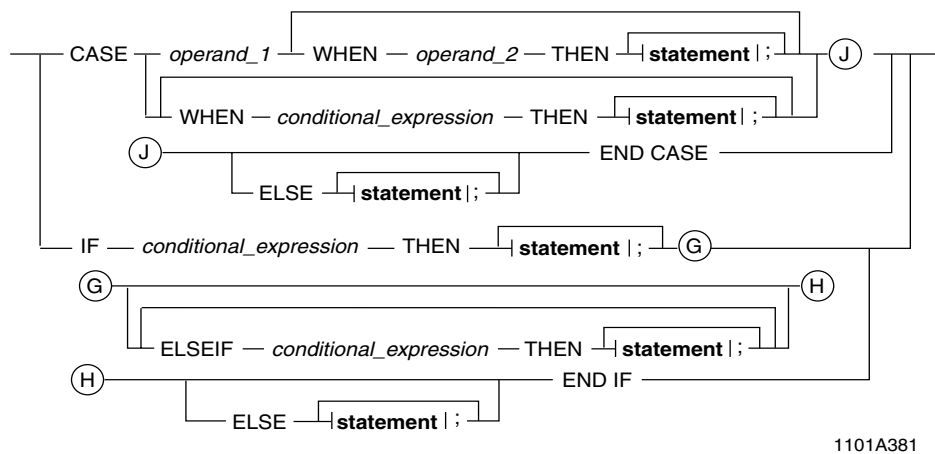 CASE operand_1 WHEN operand_2 THEN |statement|; J
WHEN conditional_expression THEN |statement|;
J END CASE
ELSE |statement|;
IF conditional_expression THEN |statement|; G
G H
ELSEIF conditional_expression THEN |statement|;
H END IF
ELSE |statement|;
1101A381